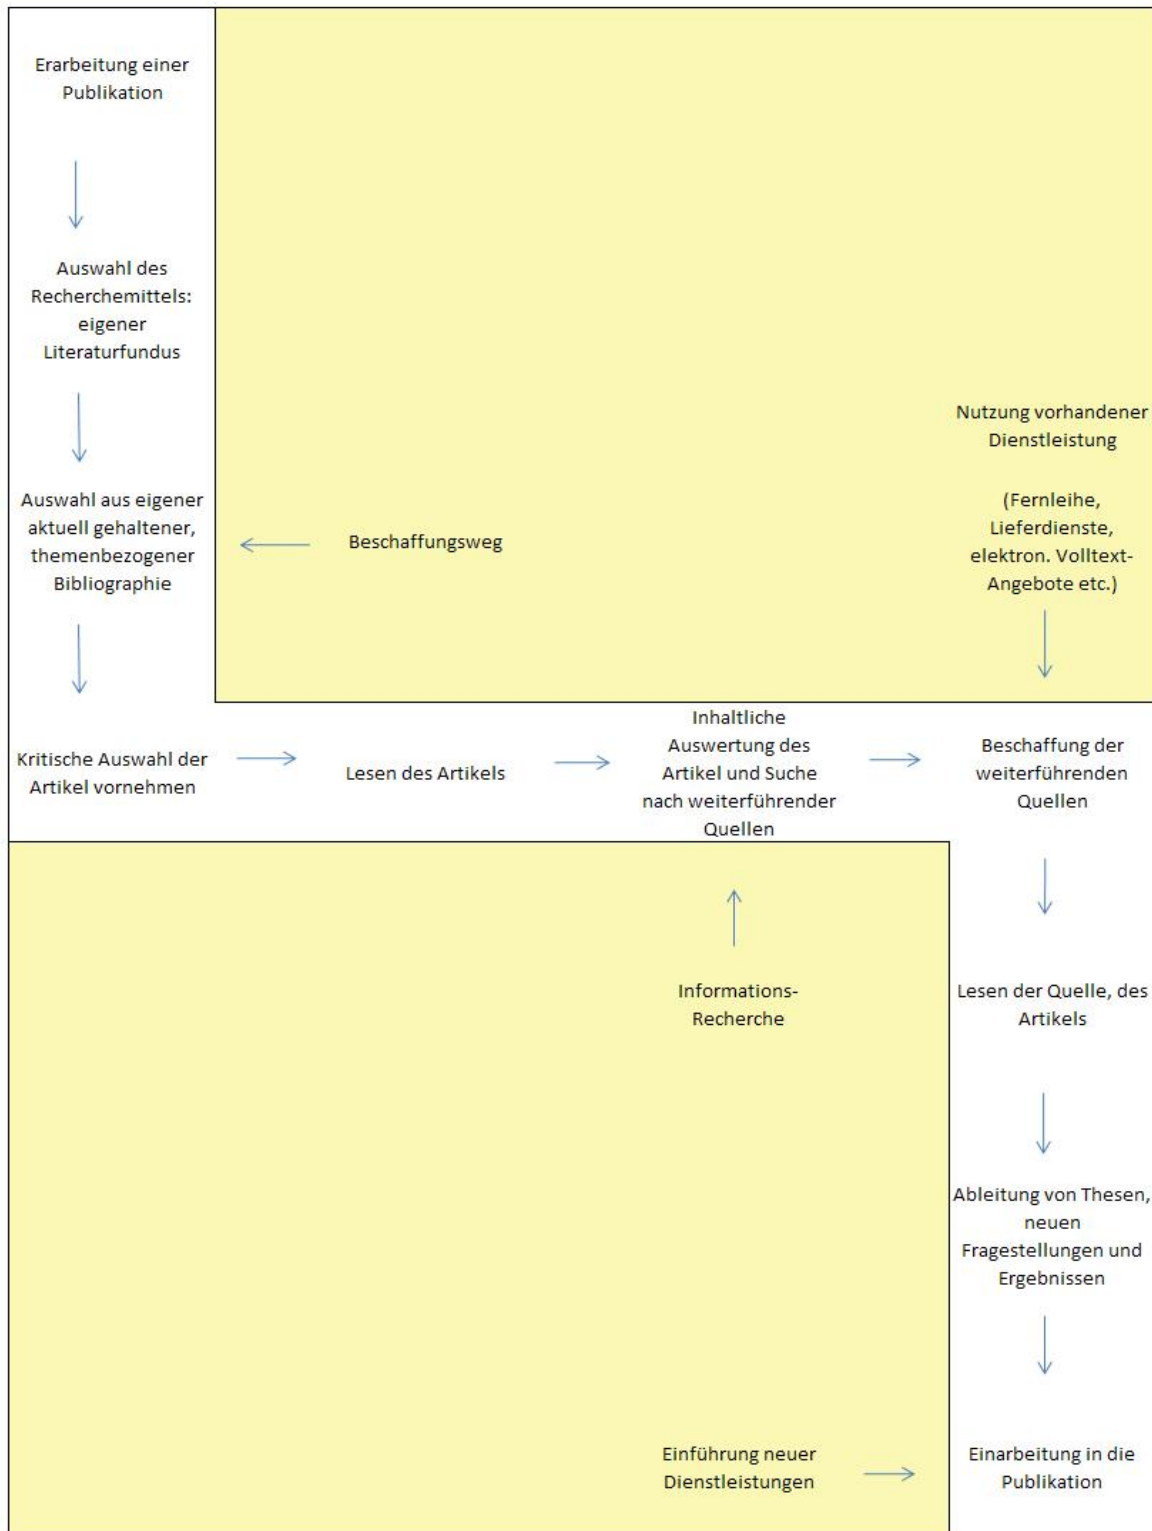 Erarbeitung einer
Publikation
Auswahl des
Recherchemittels:
eigener
Literaturfundus
Auswahl aus eigener
aktuell gehaltener,
themenbezogener
Bibliographie
Beschaffungsweg
Nutzung vorhandener
Dienstleistung
(Fernleihe,
Lieferdienste,
elektron. Volltext-
Angebote etc.)
Kritische Auswahl der
Artikel vornehmen
Lesen des Artikels
Inhaltliche
Auswertung des
Artikel und Suche
nach weiterführender
Quellen
Beschaffung der
weiterführenden
Quellen
Informations-
Recherche
Lesen der Quelle, des
Artikels
Ableitung von Thesen,
neuen
Fragestellungen und
Ergebnissen
Einführung neuer
Dienstleistungen
Einarbeitung in die
Publikation